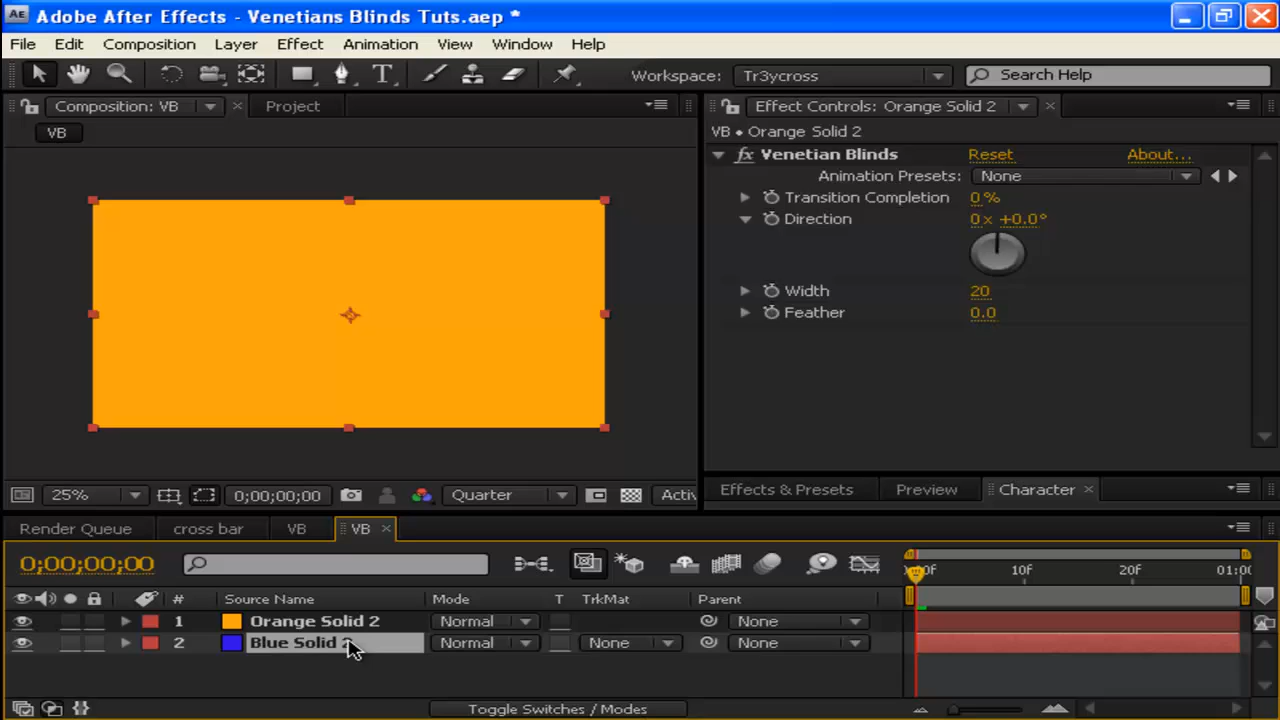 Adobe After Effects - Venetians Blinds Tuts.aep *
File Edit Composition Layer Effect Animation View Window Help
Workspace: Tr3ycross Search Help
Composition: VB × Project
VB
Effect Controls: Orange Solid 2 ×
VB • Orange Solid 2
fx Venetian Blinds Reset About...
Animation Presets: None
Transition Completion 0 %
Direction 0 x +0.0°
Width 20
Feather 0.0
25% 0;00;00;00 Quarter Activ
Effects & Presets Preview Character ×
Render Queue cross bar VB VB ×
0;00;00;00
# Source Name Mode T TrkMat Parent
10f 20f 01:00
1 Orange Solid 2 Normal None
2 Blue Solid 2 Normal None None
Toggle Switches / Modes